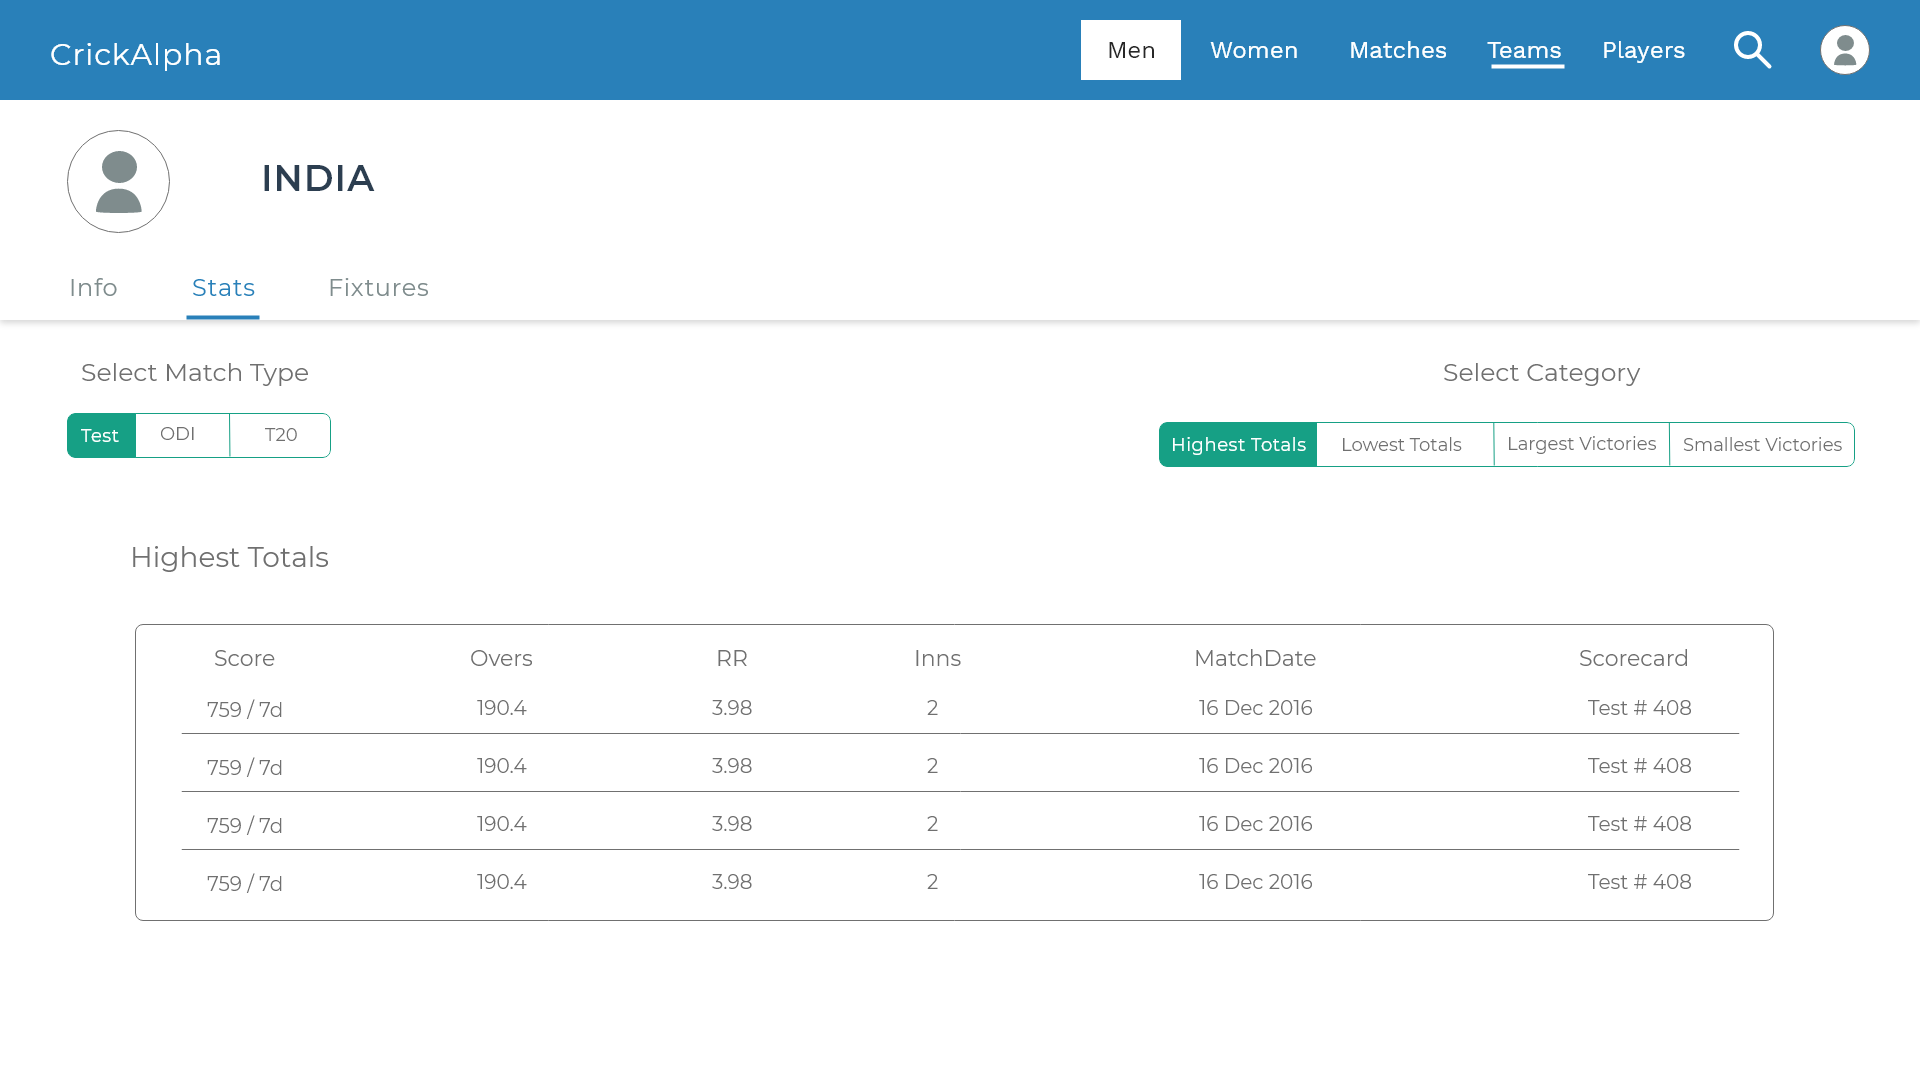 CrickAlpha
Men Women Matches Teams Players
INDIA
Info Stats Fixtures
Select Match Type Select Category
Test ODI T20 Highest Totals Lowest Totals Largest Victories Smallest Victories
Highest Totals
Score Overs RR Inns MatchDate Scorecard
759 / 7d 190.4 3.98 2 16 Dec 2016 Test # 408
759 / 7d 190.4 3.98 2 16 Dec 2016 Test # 408
759 / 7d 190.4 3.98 2 16 Dec 2016 Test # 408
759 / 7d 190.4 3.98 2 16 Dec 2016 Test # 408